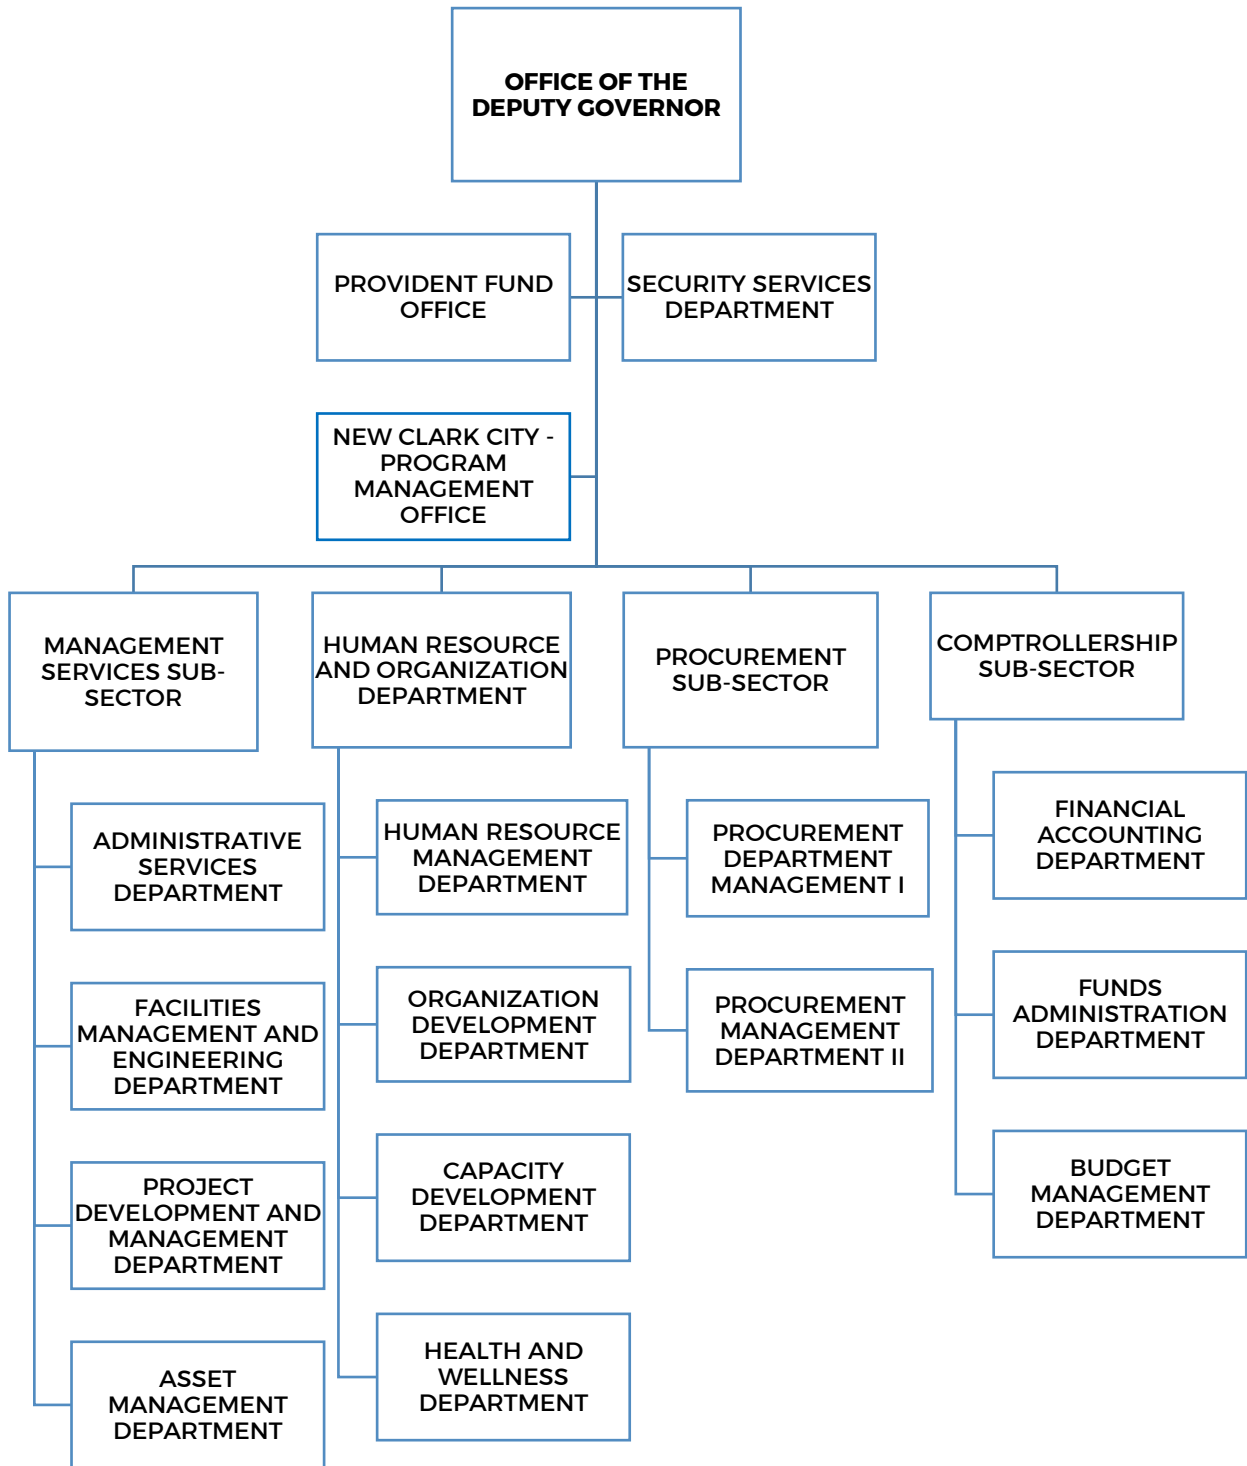 OFFICE OF THE
DEPUTY GOVERNOR
PROVIDENT FUND
OFFICE
SECURITY SERVICES
DEPARTMENT
NEW CLARK CITY -
PROGRAM
MANAGEMENT
OFFICE
MANAGEMENT
SERVICES SUB-
SECTOR
HUMAN RESOURCE
AND ORGANIZATION
DEPARTMENT
PROCUREMENT
SUB-SECTOR
COMPTROLLERSHIP
SUB-SECTOR
ADMINISTRATIVE
SERVICES
DEPARTMENT
FACILITIES
MANAGEMENT AND
ENGINEERING
DEPARTMENT
PROJECT
DEVELOPMENT AND
MANAGEMENT
DEPARTMENT
ASSET
MANAGEMENT
DEPARTMENT
HUMAN RESOURCE
MANAGEMENT
DEPARTMENT
ORGANIZATION
DEVELOPMENT
DEPARTMENT
CAPACITY
DEVELOPMENT
DEPARTMENT
HEALTH AND
WELLNESS
DEPARTMENT
PROCUREMENT
DEPARTMENT
MANAGEMENT I
PROCUREMENT
MANAGEMENT
DEPARTMENT II
FINANCIAL
ACCOUNTING
DEPARTMENT
FUNDS
ADMINISTRATION
DEPARTMENT
BUDGET
MANAGEMENT
DEPARTMENT